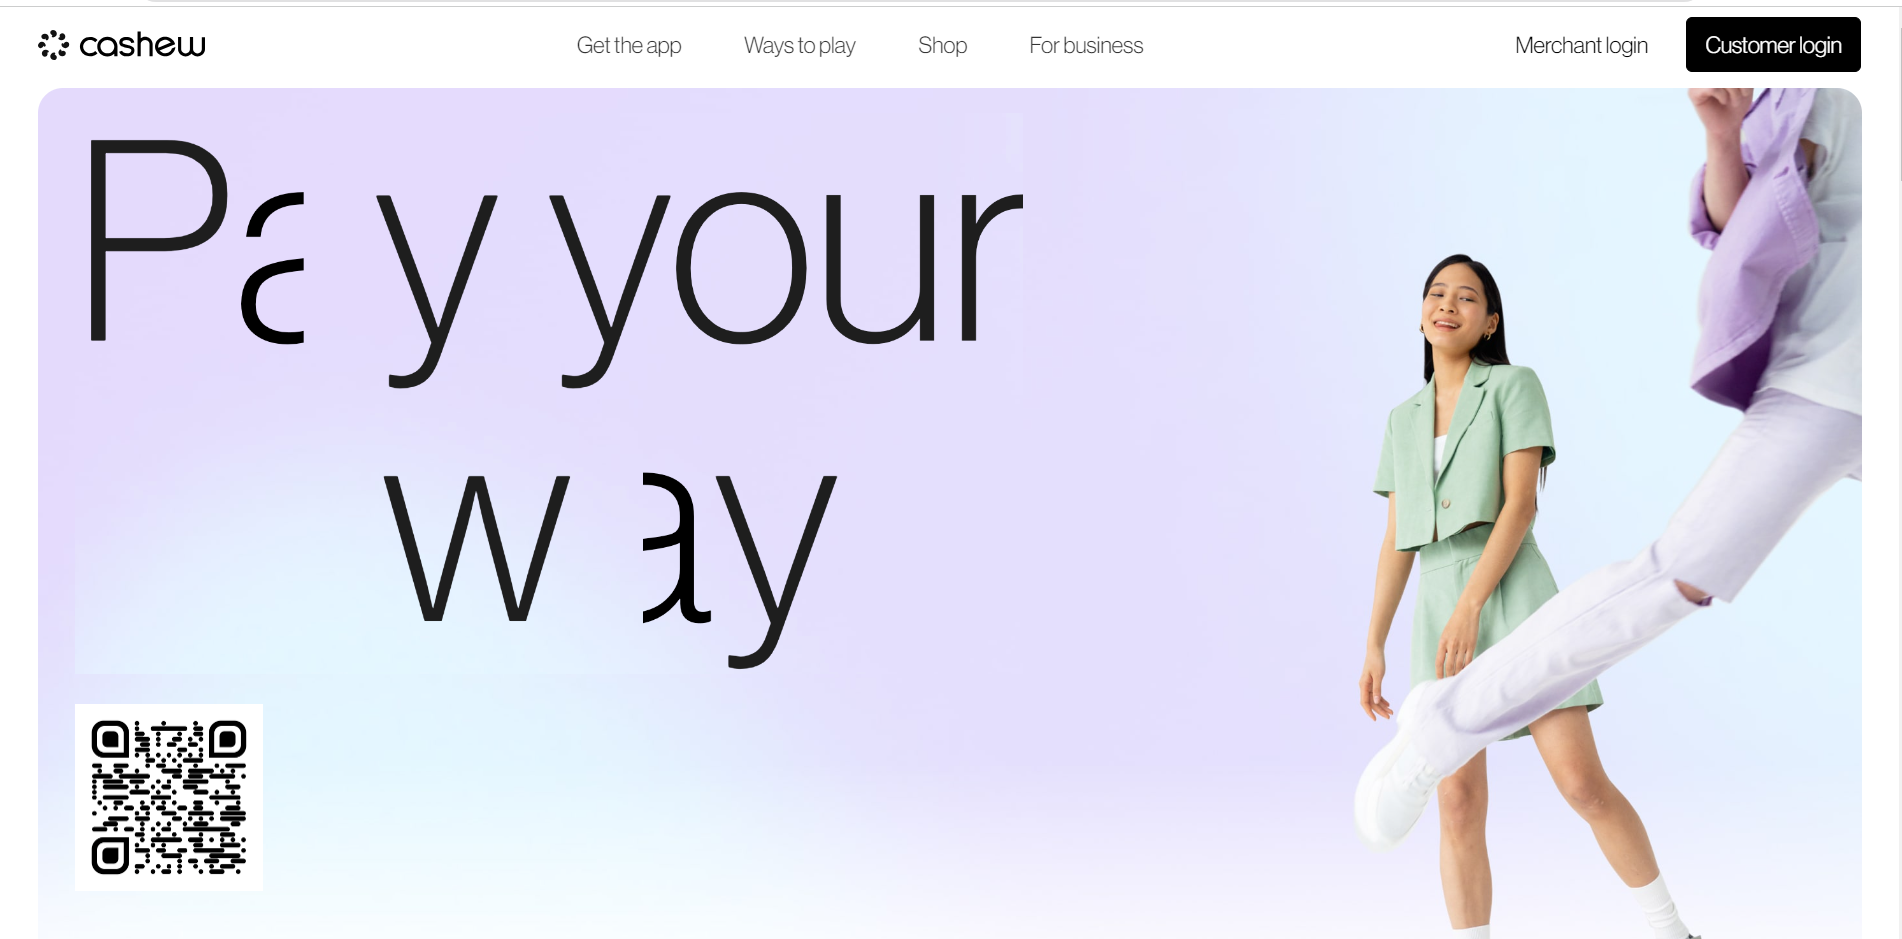 cashew
Get the app
Ways to play
Shop
For business
Merchant login
Customer login
Pay your
way